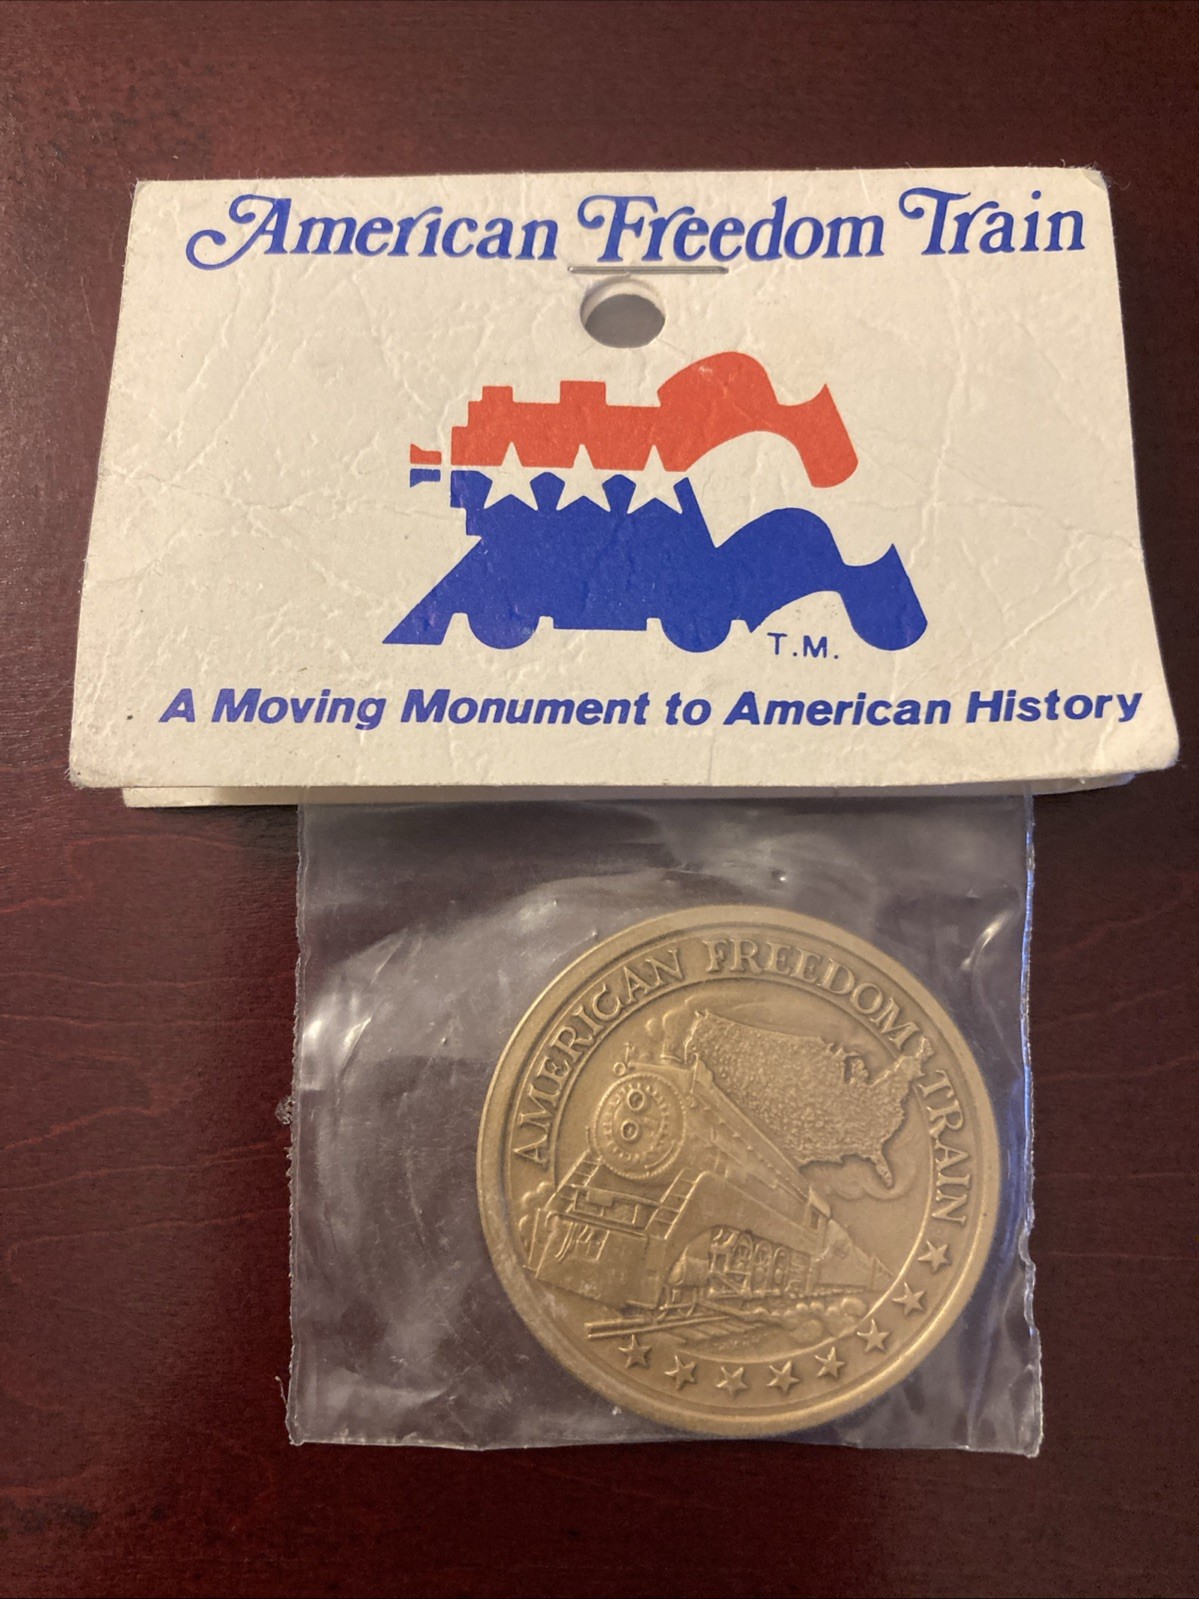 American Freedom Train
T.M.
A Moving Monument to American History
AMERICAN FREEDOM TRAIN